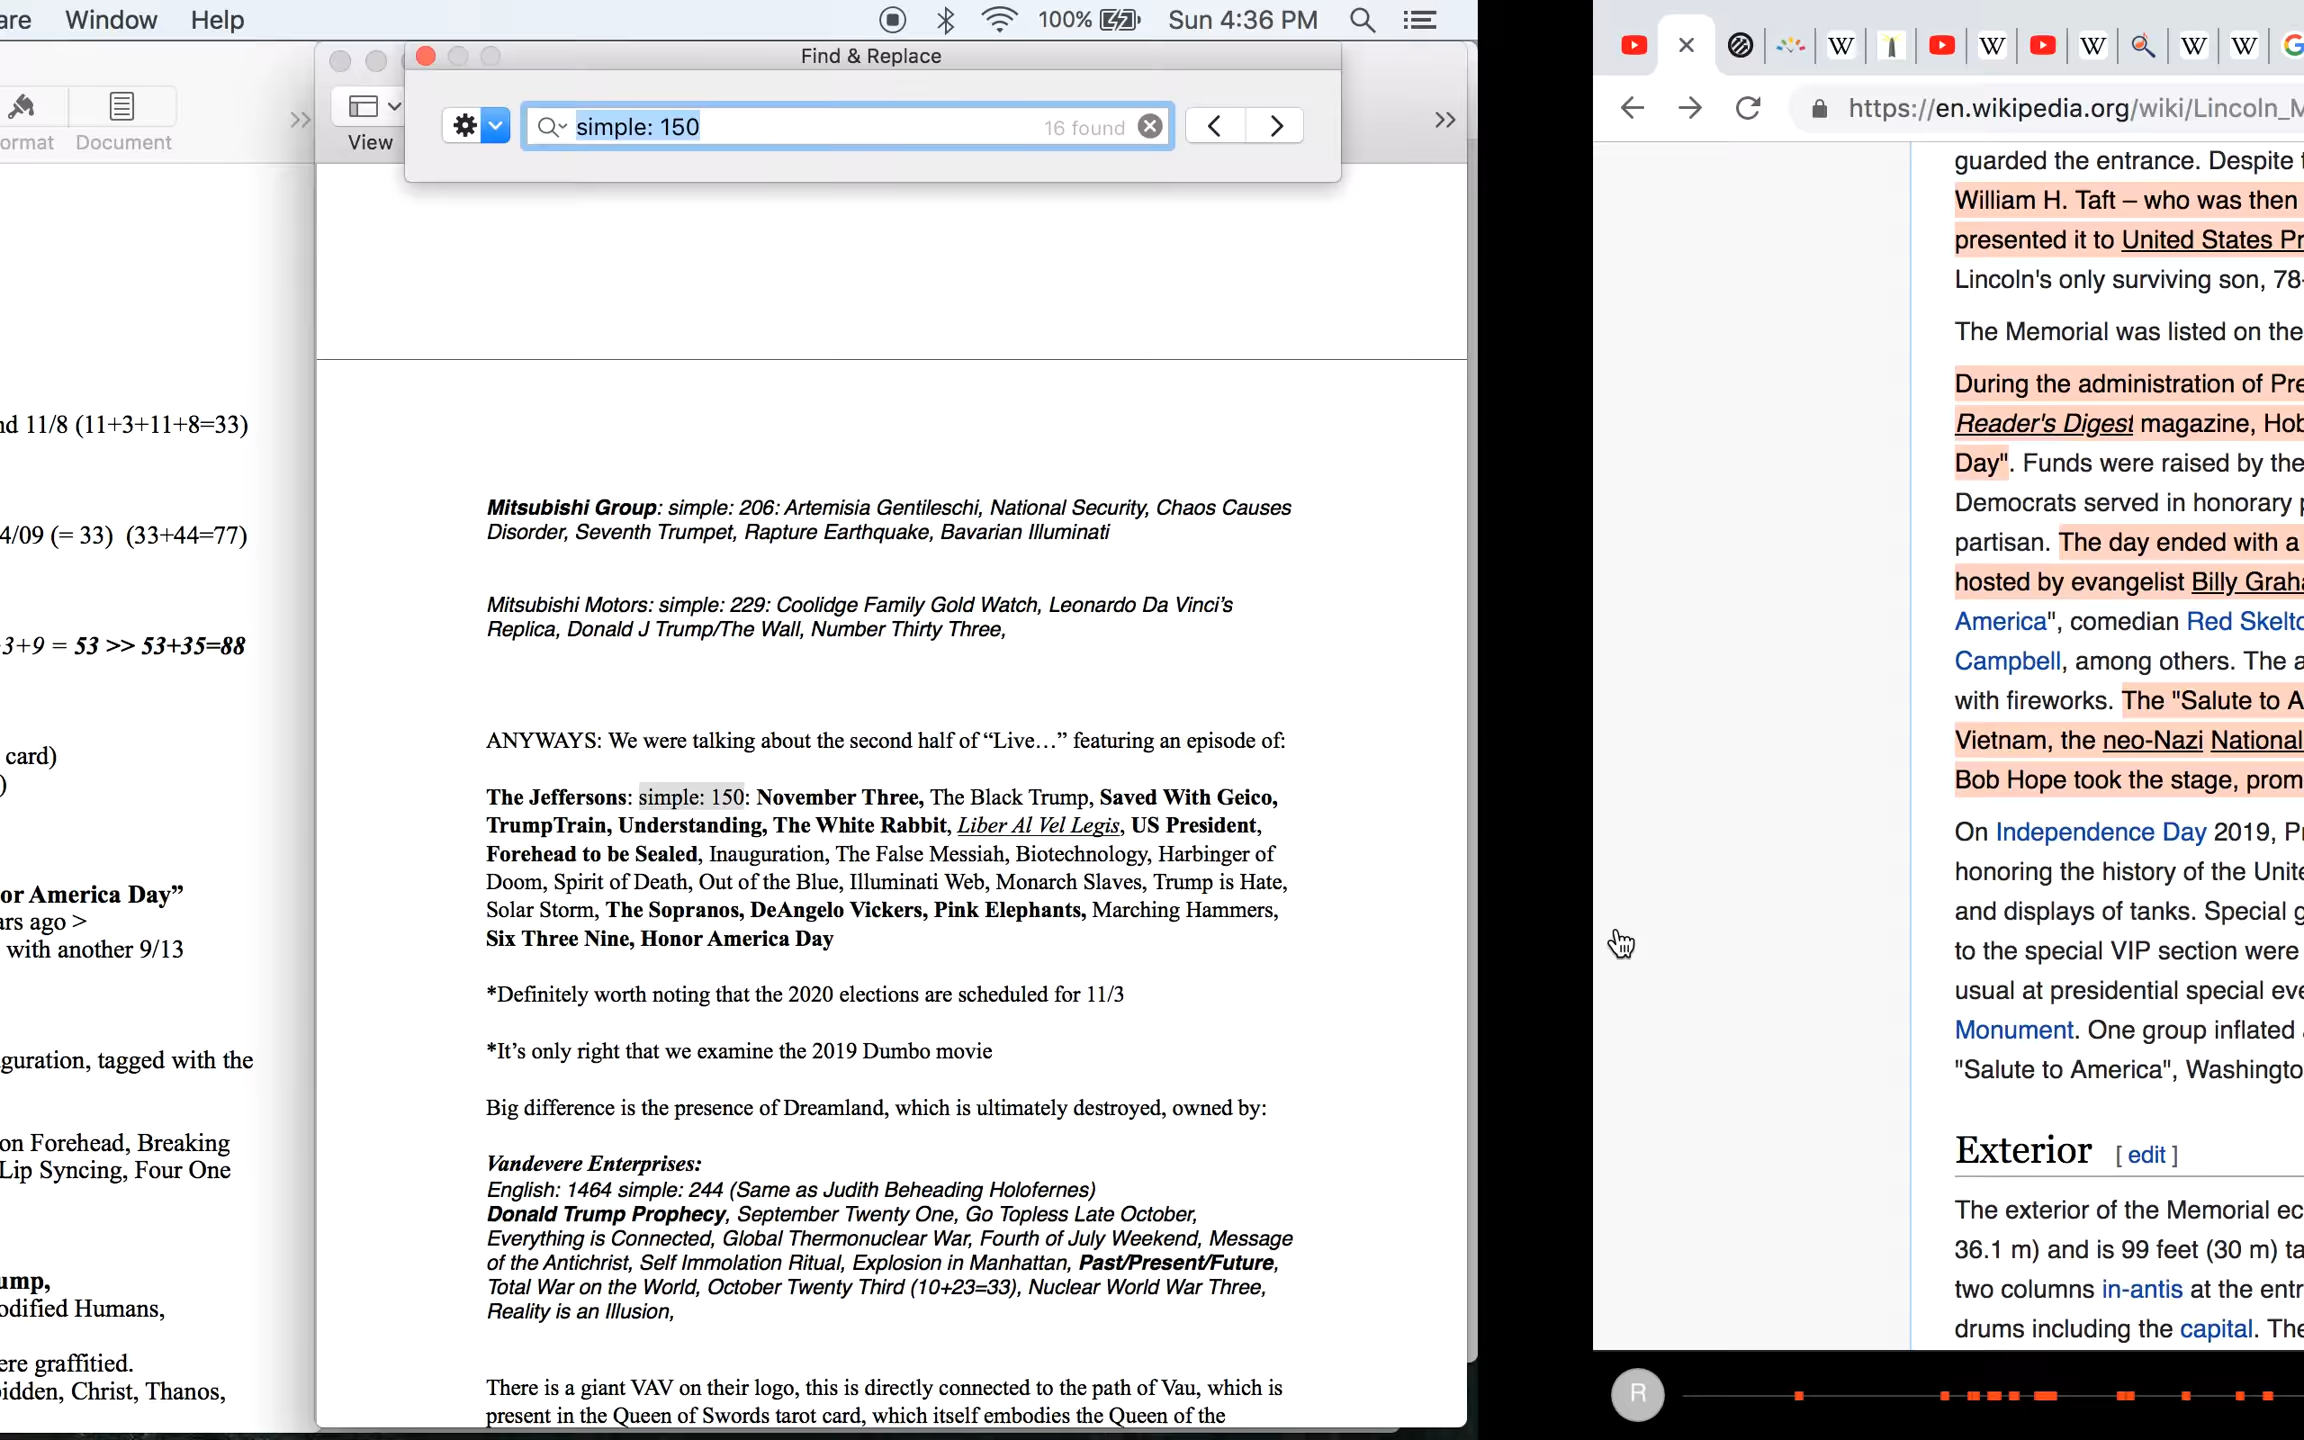 are Window Help 100% Sun 4:36 PM
Find & Replace
simple: 150 16 found
ormat Document View
nd 11/8 (11+3+11+8=33)
4/09 (= 33) (33+44=77)
3+9 = 53 >> 53+35=88
card)
)
or America Day”
ars ago >
with another 9/13
guration, tagged with the
on Forehead, Breaking
Lip Syncing, Four One
ump,
odified Humans,
ere graffitied.
idden, Christ, Thanos,
Mitsubishi Group: simple: 206: Artemisia Gentileschi, National Security, Chaos Causes
Disorder, Seventh Trumpet, Rapture Earthquake, Bavarian Illuminati
Mitsubishi Motors: simple: 229: Coolidge Family Gold Watch, Leonardo Da Vinci’s
Replica, Donald J Trump/The Wall, Number Thirty Three,
ANYWAYS: We were talking about the second half of “Live…” featuring an episode of:
The Jeffersons: simple: 150: November Three, The Black Trump, Saved With Geico,
TrumpTrain, Understanding, The White Rabbit, Liber Al Vel Legis, US President,
Forehead to be Sealed, Inauguration, The False Messiah, Biotechnology, Harbinger of
Doom, Spirit of Death, Out of the Blue, Illuminati Web, Monarch Slaves, Trump is Hate,
Solar Storm, The Sopranos, DeAngelo Vickers, Pink Elephants, Marching Hammers,
Six Three Nine, Honor America Day
*Definitely worth noting that the 2020 elections are scheduled for 11/3
*It’s only right that we examine the 2019 Dumbo movie
Big difference is the presence of Dreamland, which is ultimately destroyed, owned by:
Vandevere Enterprises:
English: 1464 simple: 244 (Same as Judith Beheading Holofernes)
Donald Trump Prophecy, September Twenty One, Go Topless Late October,
Everything is Connected, Global Thermonuclear War, Fourth of July Weekend, Message
of the Antichrist, Self Immolation Ritual, Explosion in Manhattan, Past/Present/Future,
Total War on the World, October Twenty Third (10+23=33), Nuclear World War Three,
Reality is an Illusion,
There is a giant VAV on their logo, this is directly connected to the path of Vau, which is
present in the Queen of Swords tarot card, which itself embodies the Queen of the
https://en.wikipedia.org/wiki/Lincoln_M
guarded the entrance. Despite t
William H. Taft – who was then
presented it to United States Pr
Lincoln's only surviving son, 78-
The Memorial was listed on the
During the administration of Pre
Reader's Digest magazine, Hob
Day". Funds were raised by the
Democrats served in honorary p
partisan. The day ended with a
hosted by evangelist Billy Graha
America", comedian Red Skelto
Campbell, among others. The a
with fireworks. The "Salute to A
Vietnam, the neo-Nazi National
Bob Hope took the stage, prom
On Independence Day 2019, Pr
honoring the history of the Unite
and displays of tanks. Special g
to the special VIP section were
usual at presidential special eve
Monument. One group inflated a
"Salute to America", Washingto
Exterior [ edit ]
The exterior of the Memorial ec
36.1 m) and is 99 feet (30 m) ta
two columns in-antis at the entr
drums including the capital. The
R